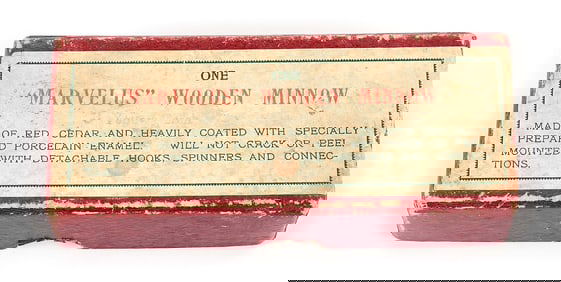 ONE
"MARVELUS" WOODEN MINNOW
MADE OF RED CEDAR AND HEAVILY COATED WITH SPECIALLY
PREPARED PORCELAIN ENAMEL. WILL NOT CRACK OR PEEL
MOUNTED WITH DETACHABLE HOOKS, SPINNERS AND CONNEC-
TIONS.